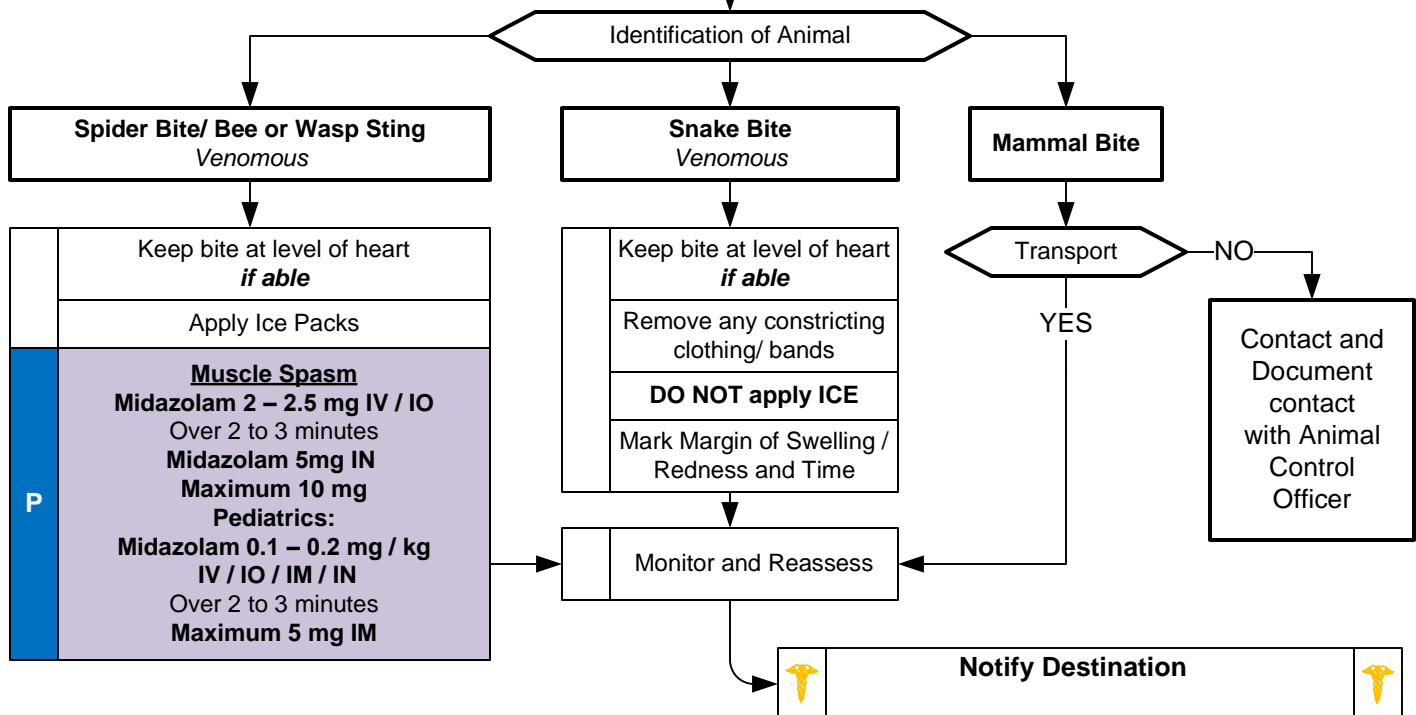 Identification of Animal
Spider Bite/ Bee or Wasp Sting
Venomous
Snake Bite
Venomous
Mammal Bite
Keep bite at level of heart
if able
Apply Ice Packs
P
Muscle Spasm
Midazolam 2 – 2.5 mg IV / IO
Over 2 to 3 minutes
Midazolam 5mg IN
Maximum 10 mg
Pediatrics:
Midazolam 0.1 – 0.2 mg / kg
IV / IO / IM / IN
Over 2 to 3 minutes
Maximum 5 mg IM
Keep bite at level of heart
if able
Remove any constricting
clothing/ bands
DO NOT apply ICE
Mark Margin of Swelling /
Redness and Time
Transport
NO
YES
Contact and
Document
contact
with Animal
Control
Officer
Monitor and Reassess
Notify Destination